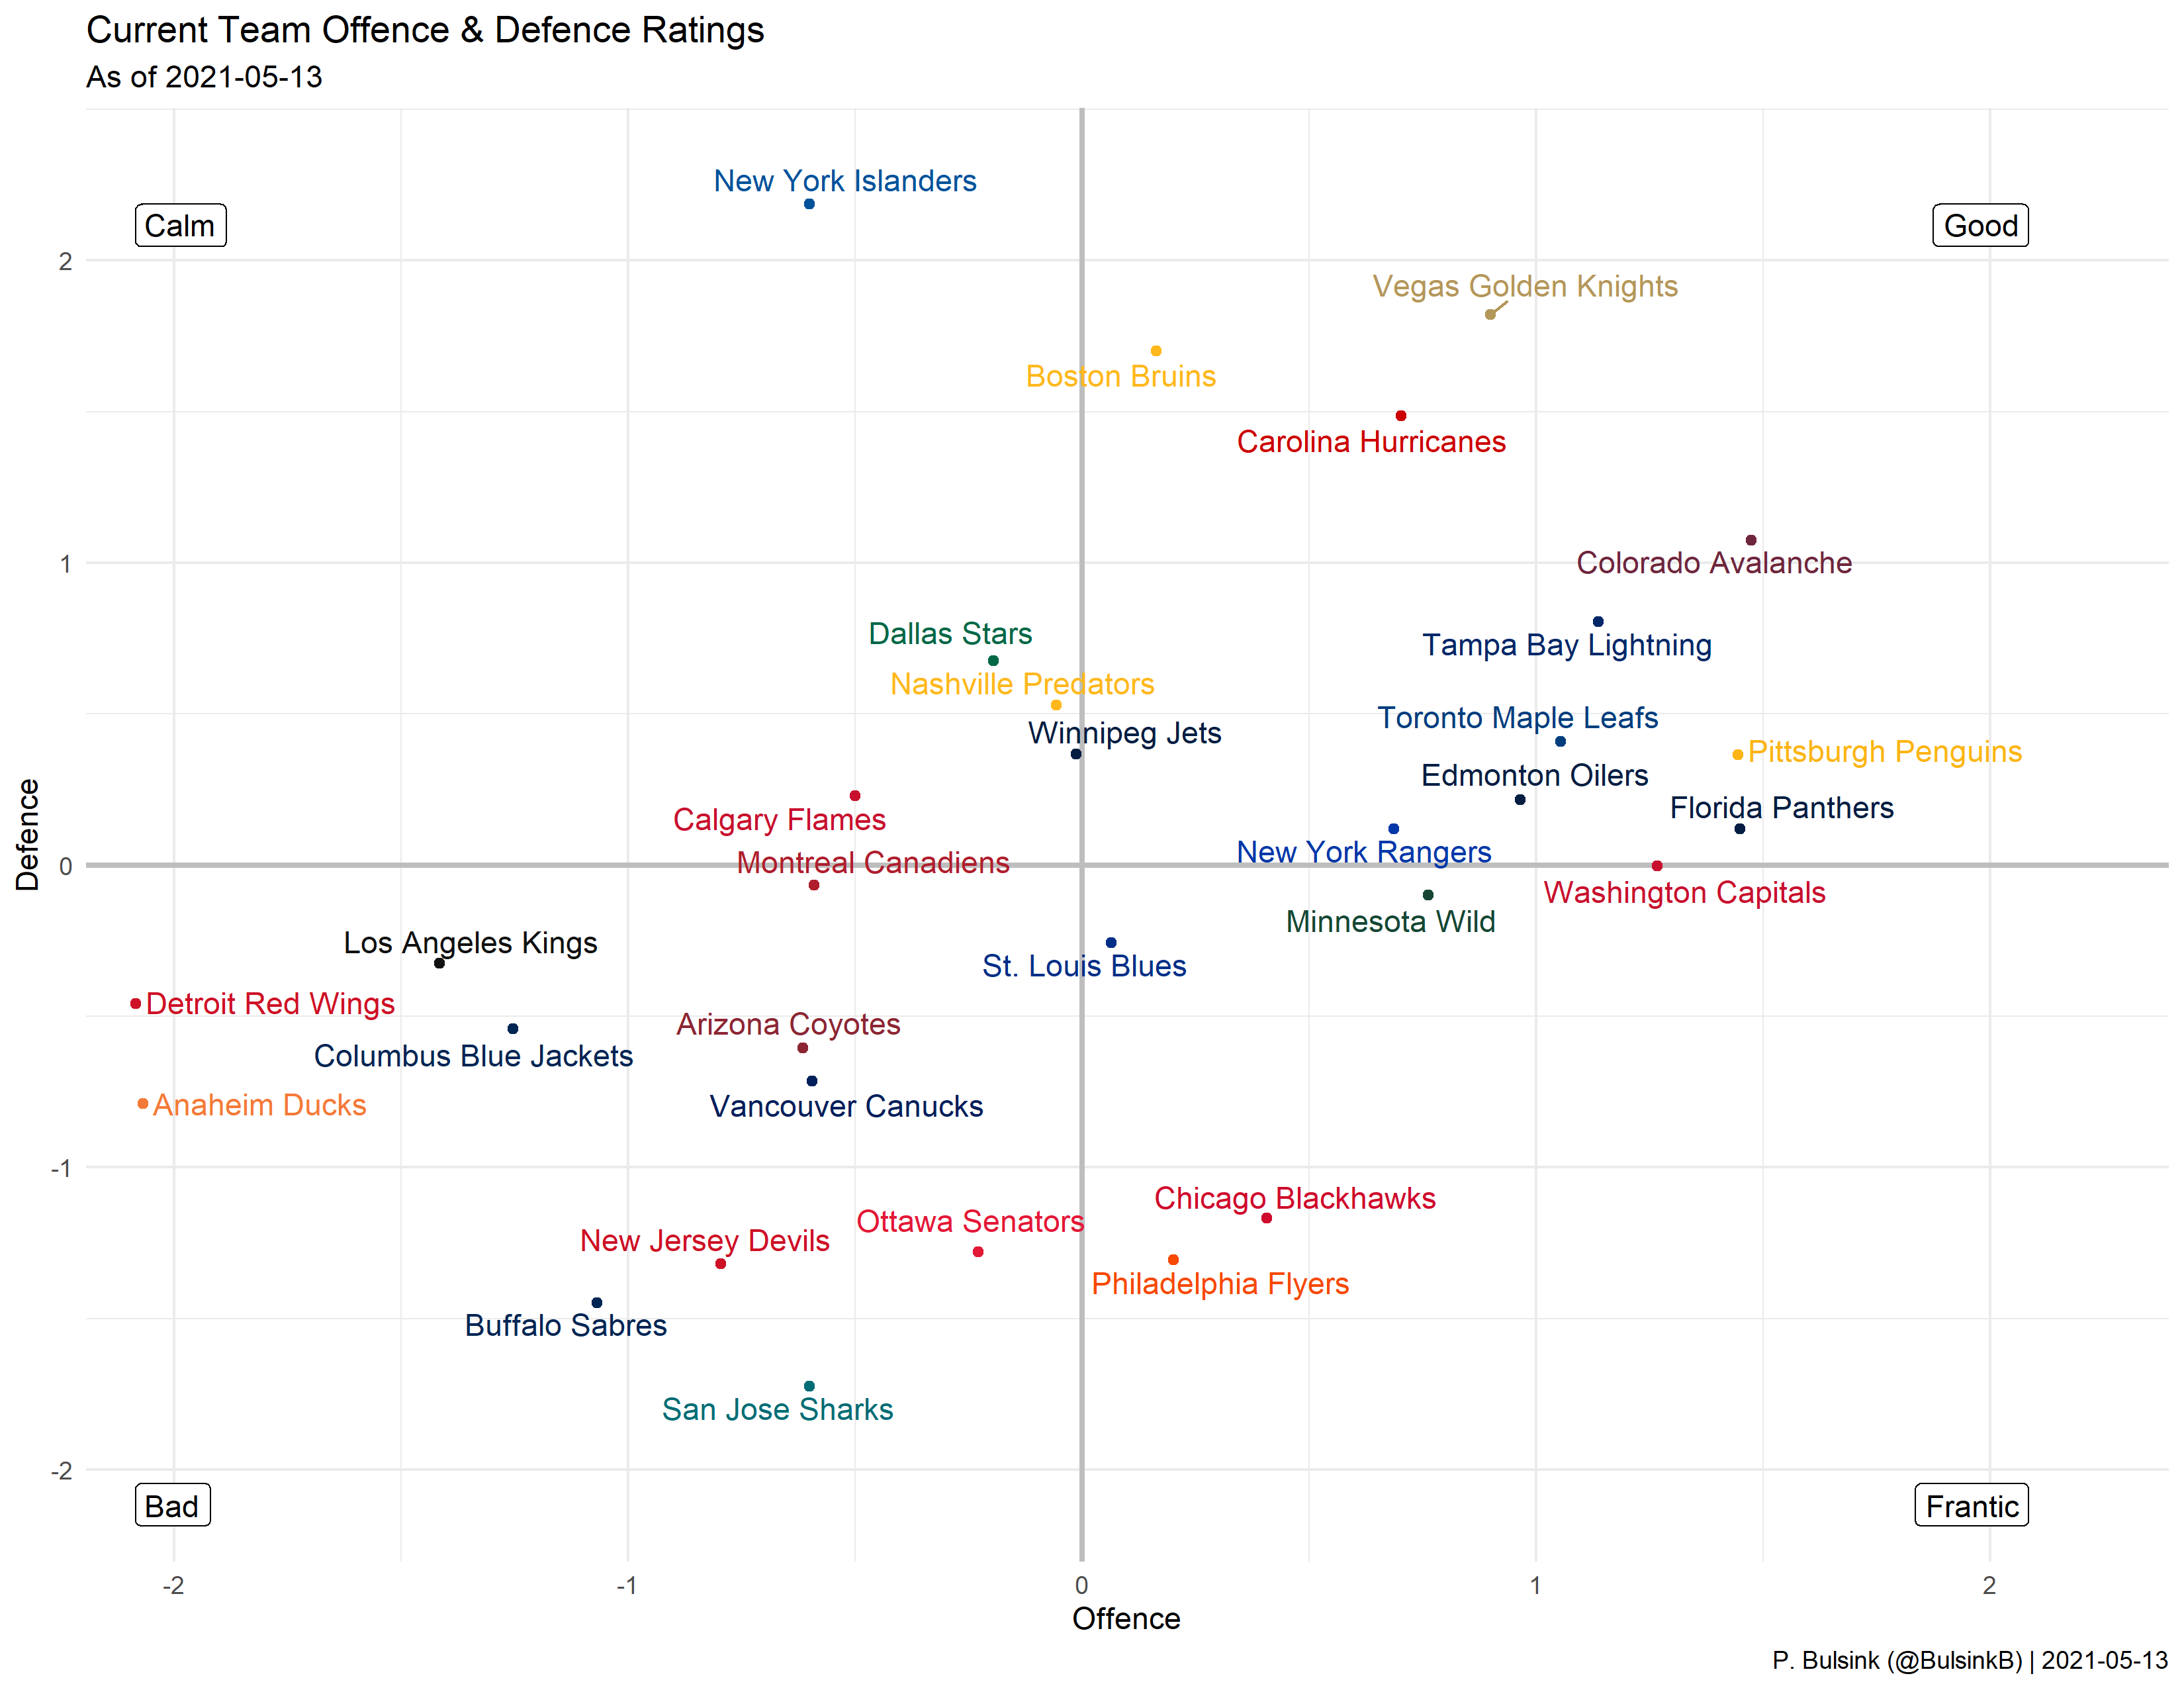 Current Team Offence & Defence Ratings
As of 2021-05-13
New York Islanders
Calm
Good
2
Vegas Golden Knights
Boston Bruins
Carolina Hurricanes
1
Colorado Avalanche
Dallas Stars
Tampa Bay Lightning
Nashville Predators
Toronto Maple Leafs
Winnipeg Jets
Pittsburgh Penguins
Edmonton Oilers
Florida Panthers
Calgary Flames
New York Rangers
Defence
0
Montreal Canadiens
Washington Capitals
Minnesota Wild
Los Angeles Kings
St. Louis Blues
Detroit Red Wings
Arizona Coyotes
Columbus Blue Jackets
Anaheim Ducks
Vancouver Canucks
-1
Chicago Blackhawks
Ottawa Senators
New Jersey Devils
Philadelphia Flyers
Buffalo Sabres
San Jose Sharks
-2
Bad
Frantic
-2
-1
0
1
2
Offence
P. Bulsink (@BulsinkB) | 2021-05-13